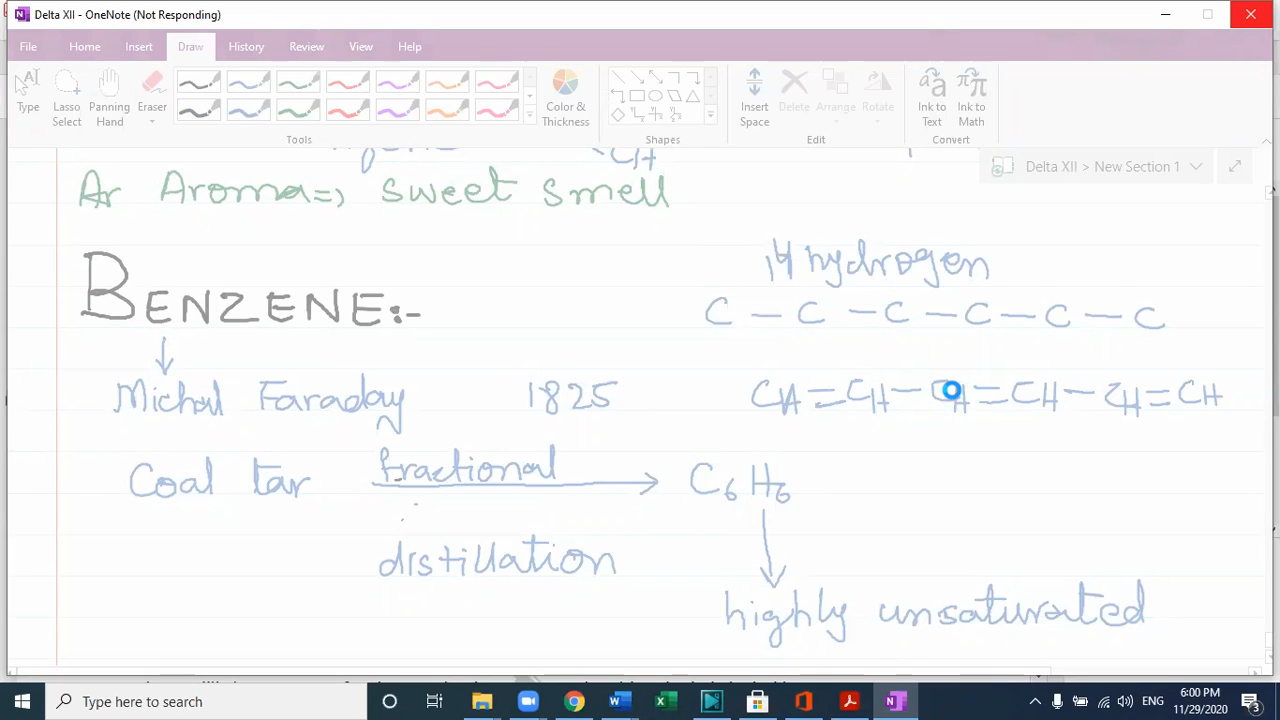 Delta XII - OneNote (Not Responding)
File Home Insert Draw History Review View Help
Type Lasso Select Panning Hand Eraser Color & Thickness Insert Space Delete Arrange Rotate Ink to Text Ink to Math
Tools Shapes Edit Convert
Delta XII > New Section 1
Ar Aroma=> Sweet Smell
14 hydrogen
BENZENE:-
C — C — C — C — C — C
Michal Faraday 1825
CH = CH — CH = CH — CH = CH
Coal tar fractional C6H6
distillation
highly unsaturated
Type here to search
ENG
6:00 PM
11/29/2020
3